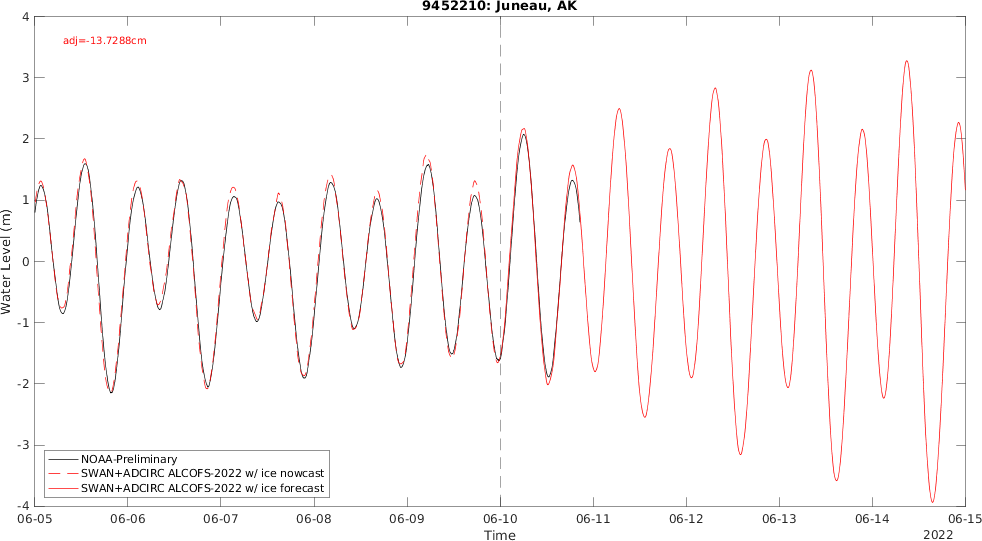 9452210: Juneau, AK
adj=-13.7288cm
4
3
2
1
0
-1
-2
-3
-4
Water Level (m)
NOAA-Preliminary
SWAN+ADCIRC ALCOFS-2022 w/ ice nowcast
SWAN+ADCIRC ALCOFS-2022 w/ ice forecast
06-05 06-06 06-07 06-08 06-09 06-10 06-11 06-12 06-13 06-14 06-15
Time
2022